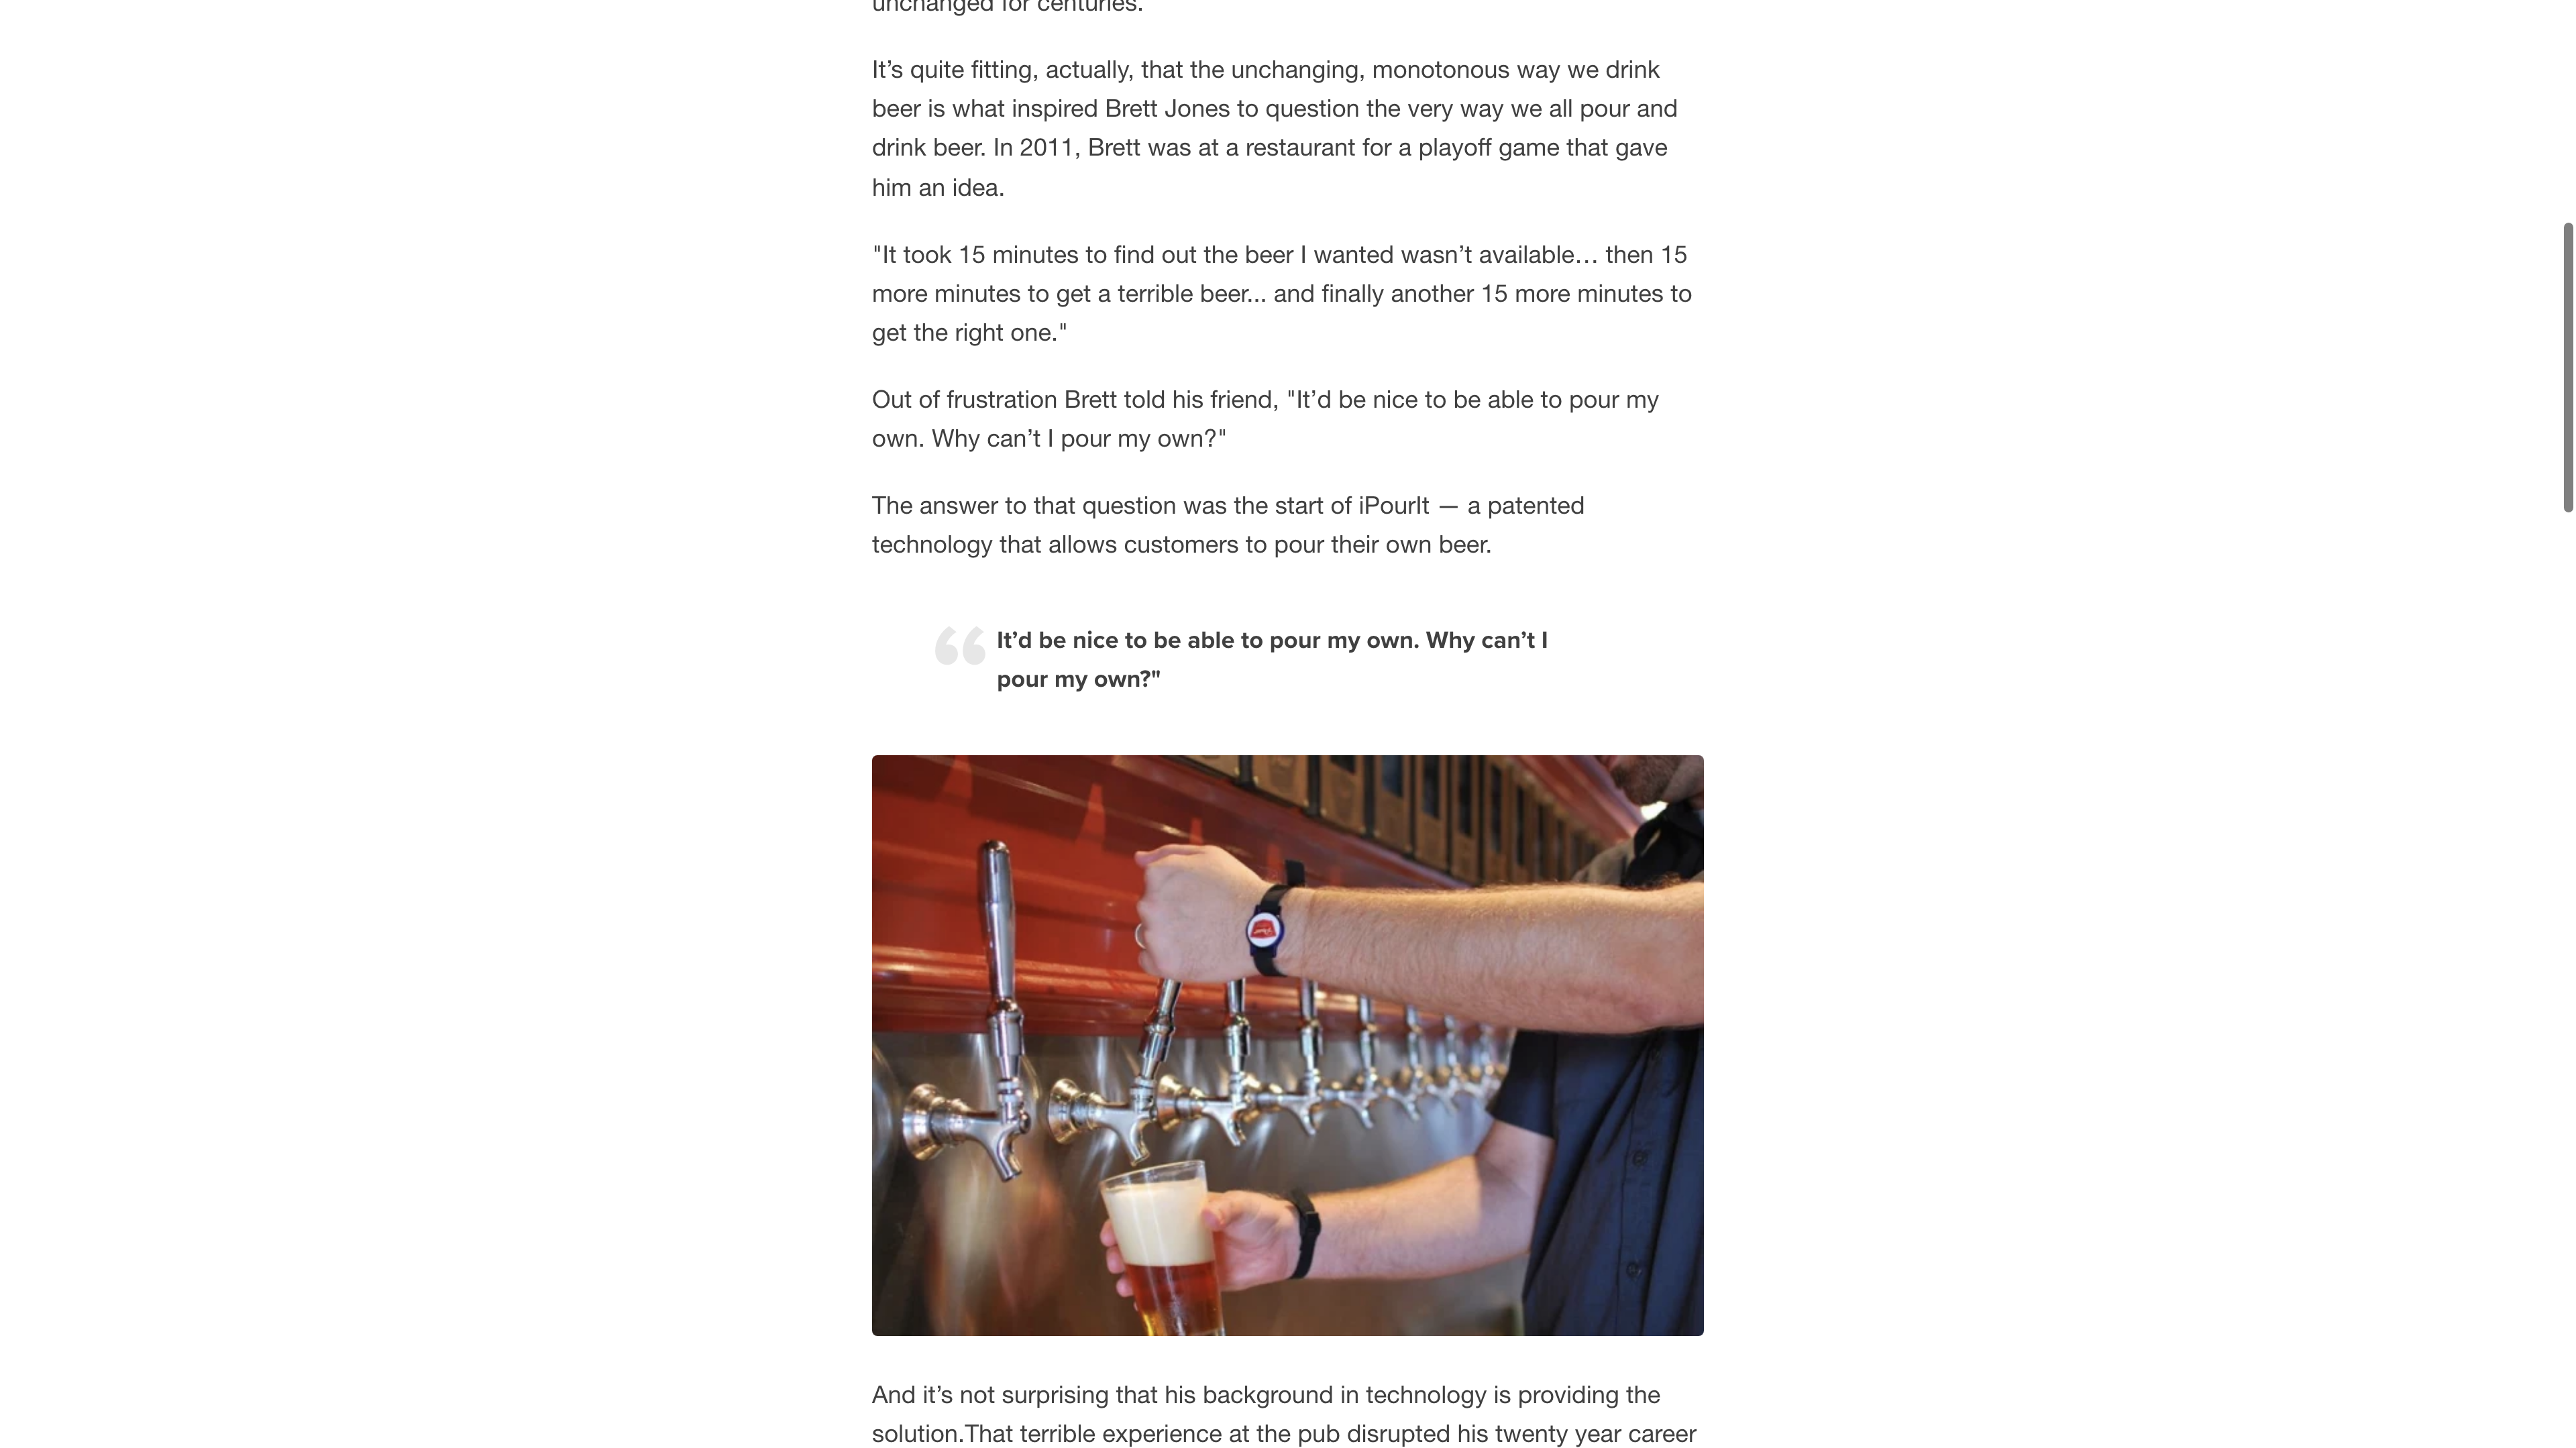 unchanged for centuries.
It’s quite fitting, actually, that the unchanging, monotonous way we drink
beer is what inspired Brett Jones to question the very way we all pour and
drink beer. In 2011, Brett was at a restaurant for a playoff game that gave
him an idea.
"It took 15 minutes to find out the beer I wanted wasn’t available… then 15
more minutes to get a terrible beer... and finally another 15 more minutes to
get the right one."
Out of frustration Brett told his friend, "It’d be nice to be able to pour my
own. Why can’t I pour my own?"
The answer to that question was the start of iPourIt — a patented
technology that allows customers to pour their own beer.
“ It’d be nice to be able to pour my own. Why can’t I
pour my own?"
And it’s not surprising that his background in technology is providing the
solution.That terrible experience at the pub disrupted his twenty year career